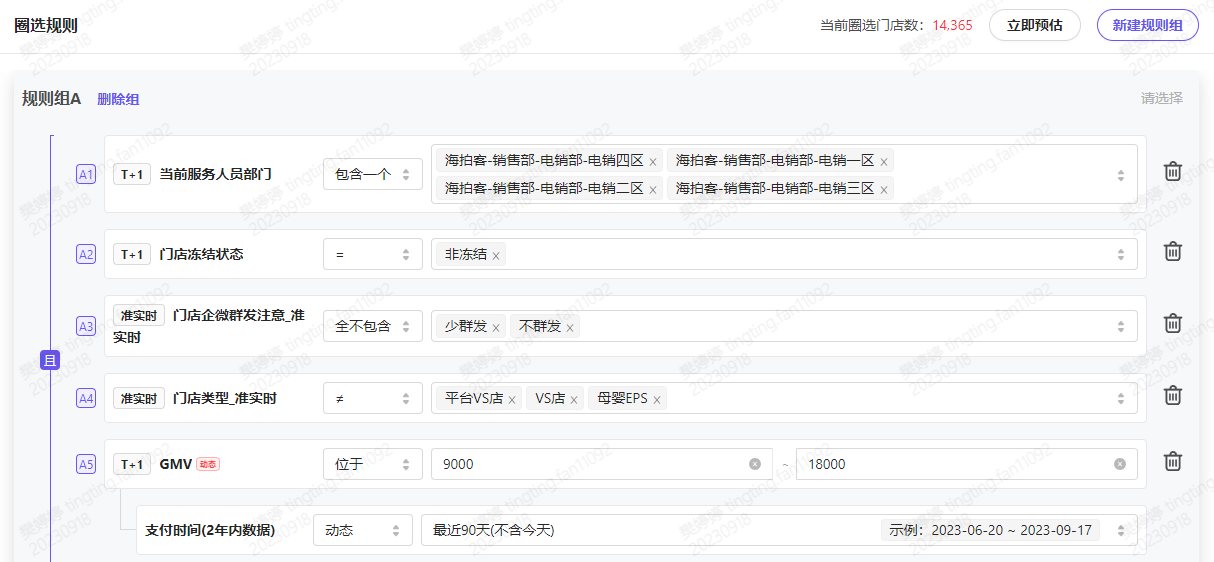 圈选规则 当前圈选门店数：14,365 立即预估 新建规则组
规则组A 删除组 请选择
A1 T+1 当前服务人员部门 包含一个 海拍客-销售部-电销部-电销四区 × 海拍客-销售部-电销部-电销一区 ×
海拍客-销售部-电销部-电销二区 × 海拍客-销售部-电销部-电销三区 ×
A2 T+1 门店冻结状态 = 非冻结 ×
A3 准实时 门店企微群发注意_准
实时 全不包含 少群发 × 不群发 ×
且
A4 准实时 门店类型_准实时 ≠ 平台VS店 × VS店 × 母婴EPS ×
A5 T+1 GMV 动态 位于 9000 ~ 18000
支付时间(2年内数据) 动态 最近90天(不含今天) 示例：2023-06-20 ~ 2023-09-17
樊婷婷 tingting.fan11092
20230918